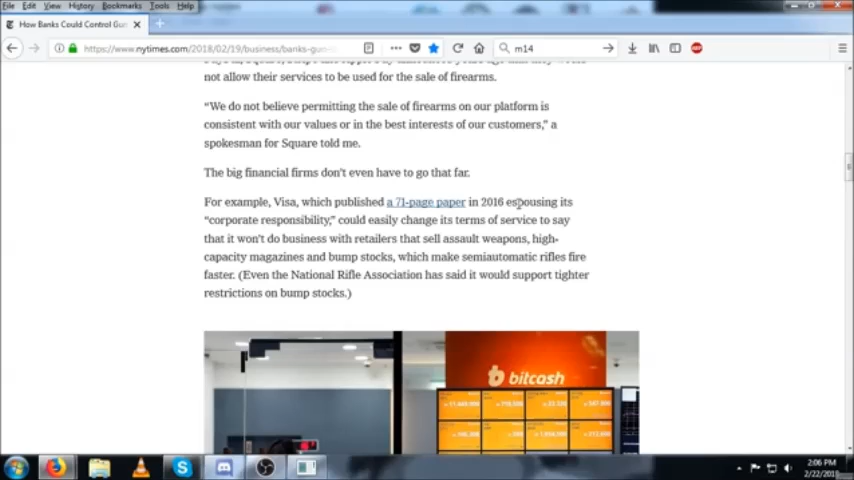 File Edit View History Bookmarks Tools Help
How Banks Could Control Gun
https://www.nytimes.com/2018/02/19/business/banks-gun-
m14
ABP
not allow their services to be used for the sale of firearms.
“We do not believe permitting the sale of firearms on our platform is
consistent with our values or in the best interests of our customers,” a
spokesman for Square told me.
The big financial firms don’t even have to go that far.
For example, Visa, which published a 71-page paper in 2016 espousing its
“corporate responsibility,” could easily change its terms of service to say
that it won’t do business with retailers that sell assault weapons, high-
capacity magazines and bump stocks, which make semiautomatic rifles fire
faster. (Even the National Rifle Association has said it would support tighter
restrictions on bump stocks.)
bitcash
2:06 PM